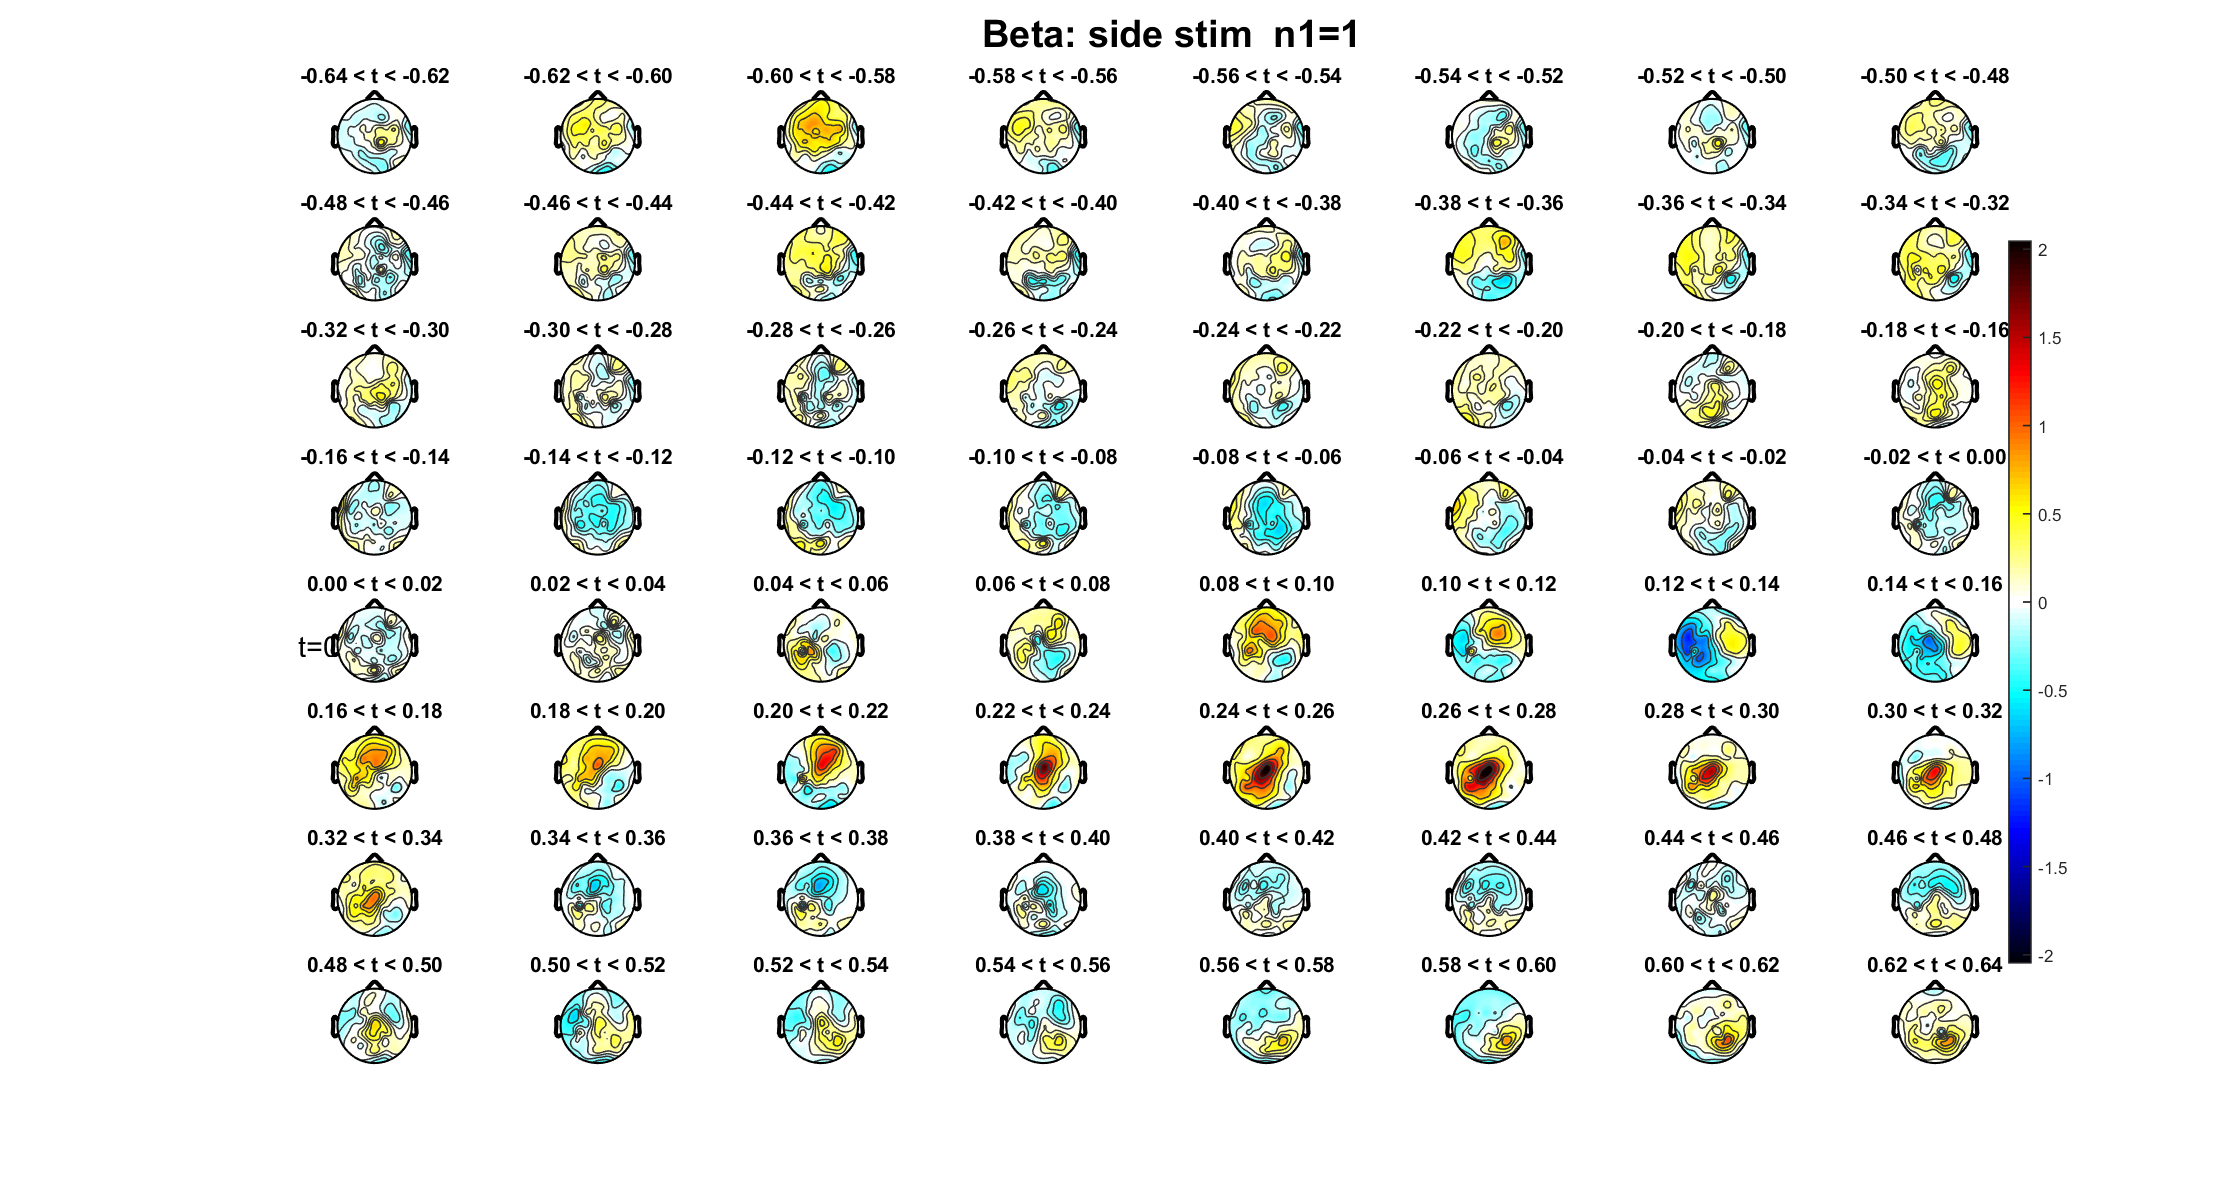 Beta: side stim  n1=1
-0.64 < t < -0.62
-0.62 < t < -0.60
-0.60 < t < -0.58
-0.58 < t < -0.56
-0.56 < t < -0.54
-0.54 < t < -0.52
-0.52 < t < -0.50
-0.50 < t < -0.48
-0.48 < t < -0.46
-0.46 < t < -0.44
-0.44 < t < -0.42
-0.42 < t < -0.40
-0.40 < t < -0.38
-0.38 < t < -0.36
-0.36 < t < -0.34
-0.34 < t < -0.32
-0.32 < t < -0.30
-0.30 < t < -0.28
-0.28 < t < -0.26
-0.26 < t < -0.24
-0.24 < t < -0.22
-0.22 < t < -0.20
-0.20 < t < -0.18
-0.18 < t < -0.16
-0.16 < t < -0.14
-0.14 < t < -0.12
-0.12 < t < -0.10
-0.10 < t < -0.08
-0.08 < t < -0.06
-0.06 < t < -0.04
-0.04 < t < -0.02
-0.02 < t < 0.00
0.00 < t < 0.02
0.02 < t < 0.04
0.04 < t < 0.06
0.06 < t < 0.08
0.08 < t < 0.10
0.10 < t < 0.12
0.12 < t < 0.14
0.14 < t < 0.16
t=0
0.16 < t < 0.18
0.18 < t < 0.20
0.20 < t < 0.22
0.22 < t < 0.24
0.24 < t < 0.26
0.26 < t < 0.28
0.28 < t < 0.30
0.30 < t < 0.32
0.32 < t < 0.34
0.34 < t < 0.36
0.36 < t < 0.38
0.38 < t < 0.40
0.40 < t < 0.42
0.42 < t < 0.44
0.44 < t < 0.46
0.46 < t < 0.48
0.48 < t < 0.50
0.50 < t < 0.52
0.52 < t < 0.54
0.54 < t < 0.56
0.56 < t < 0.58
0.58 < t < 0.60
0.60 < t < 0.62
0.62 < t < 0.64
2
1.5
1
0.5
0
-0.5
-1
-1.5
-2